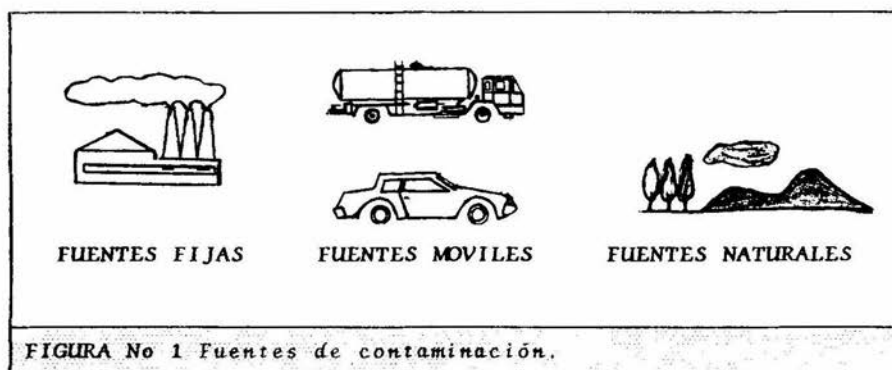 FUENTES FIJAS FUENTES MOVILES FUENTES NATURALES
FIGURA No 1 Fuentes de contaminación.